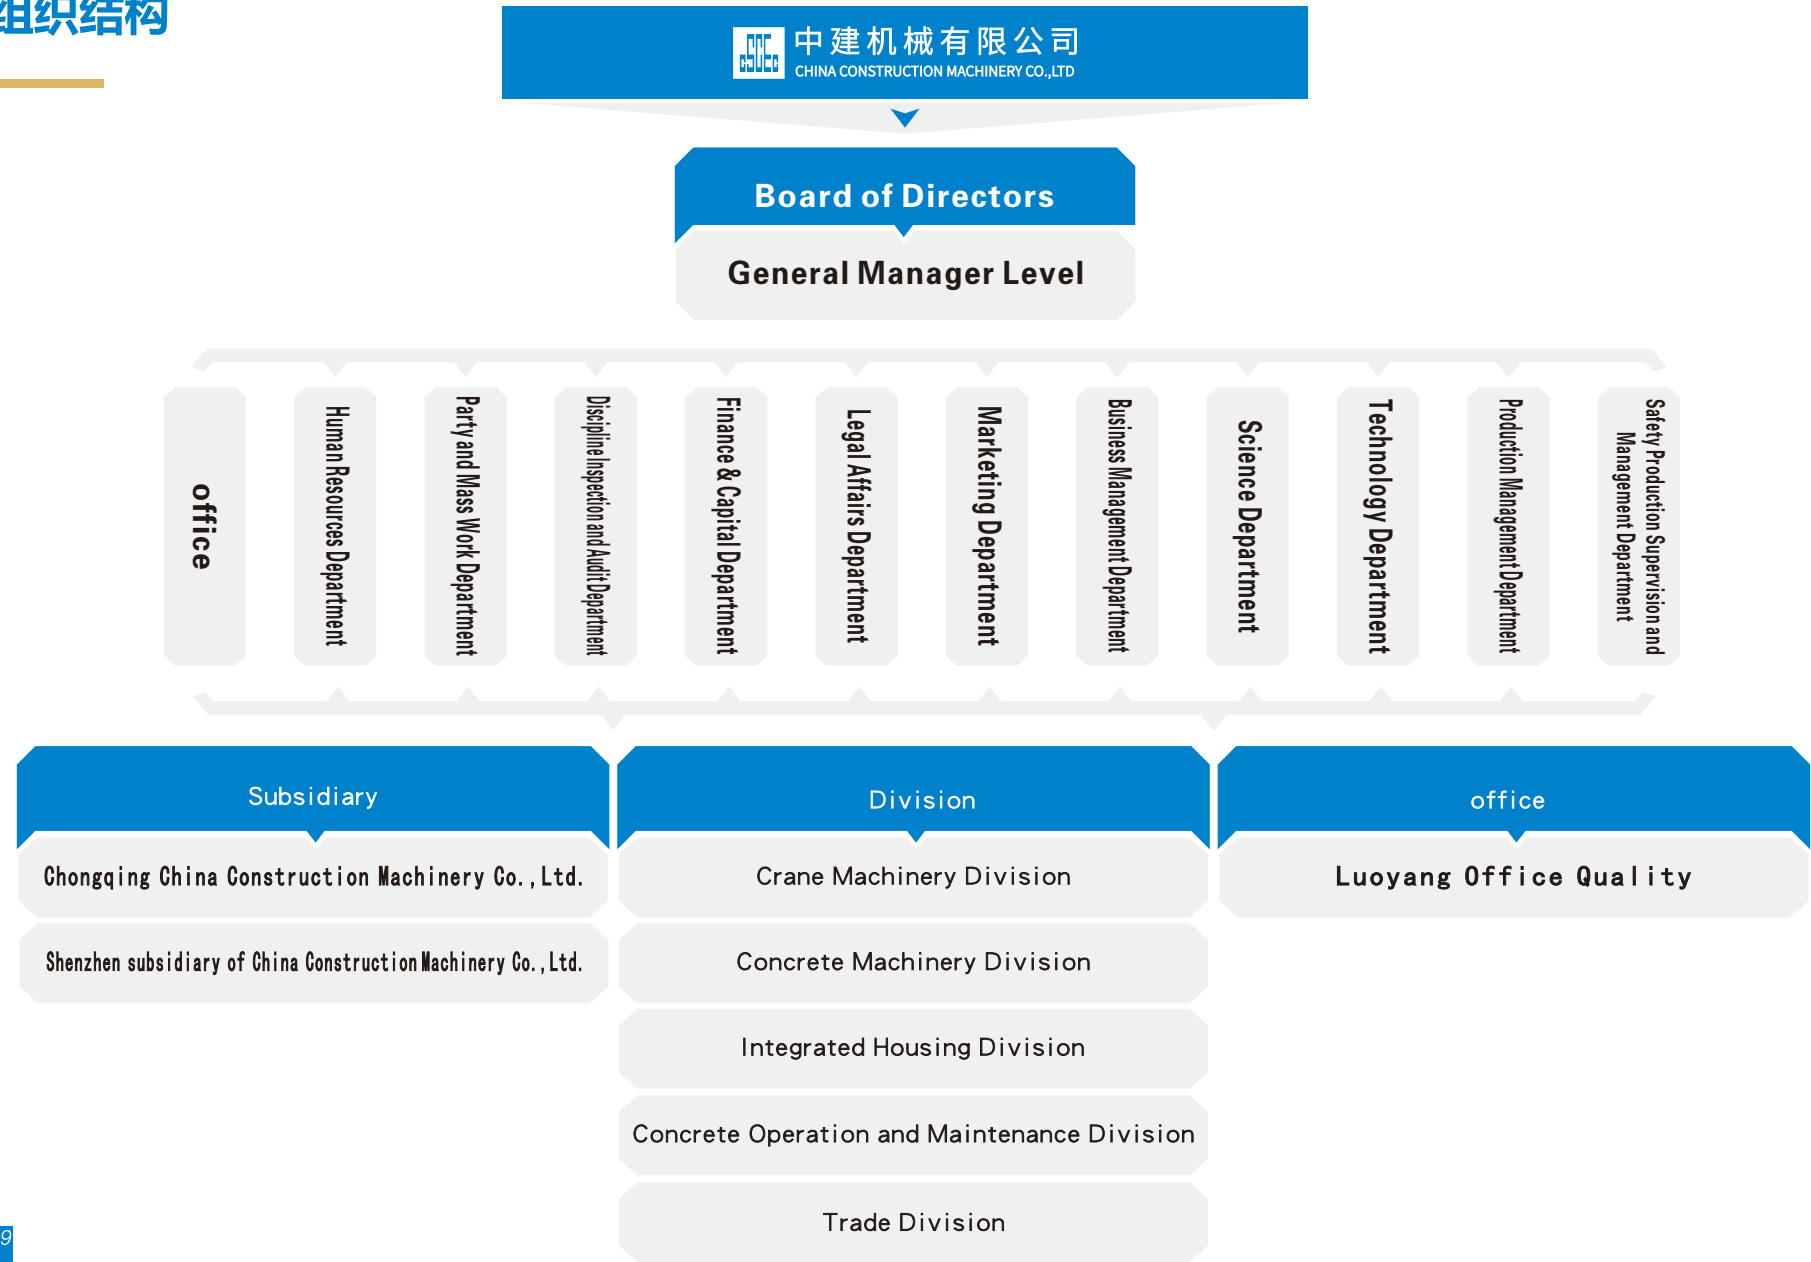 组织结构
中建机械有限公司
CHINA CONSTRUCTION MACHINERY CO.,LTD
Board of Directors
General Manager Level
office
Human Resources Department
Party and Mass Work Department
Discipline Inspection and Audit Department
Finance & Capital Department
Legal Affairs Department
Marketing Department
Business Management Department
Science Department
Technology Department
Production Management Department
Safety Production Supervision and
Management Department
Subsidiary
Chongqing China Construction Machinery Co.,Ltd.
Shenzhen subsidiary of China Construction Machinery Co.,Ltd.
Division
Crane Machinery Division
Concrete Machinery Division
Integrated Housing Division
Concrete Operation and Maintenance Division
Trade Division
office
Luoyang Office Quality
9